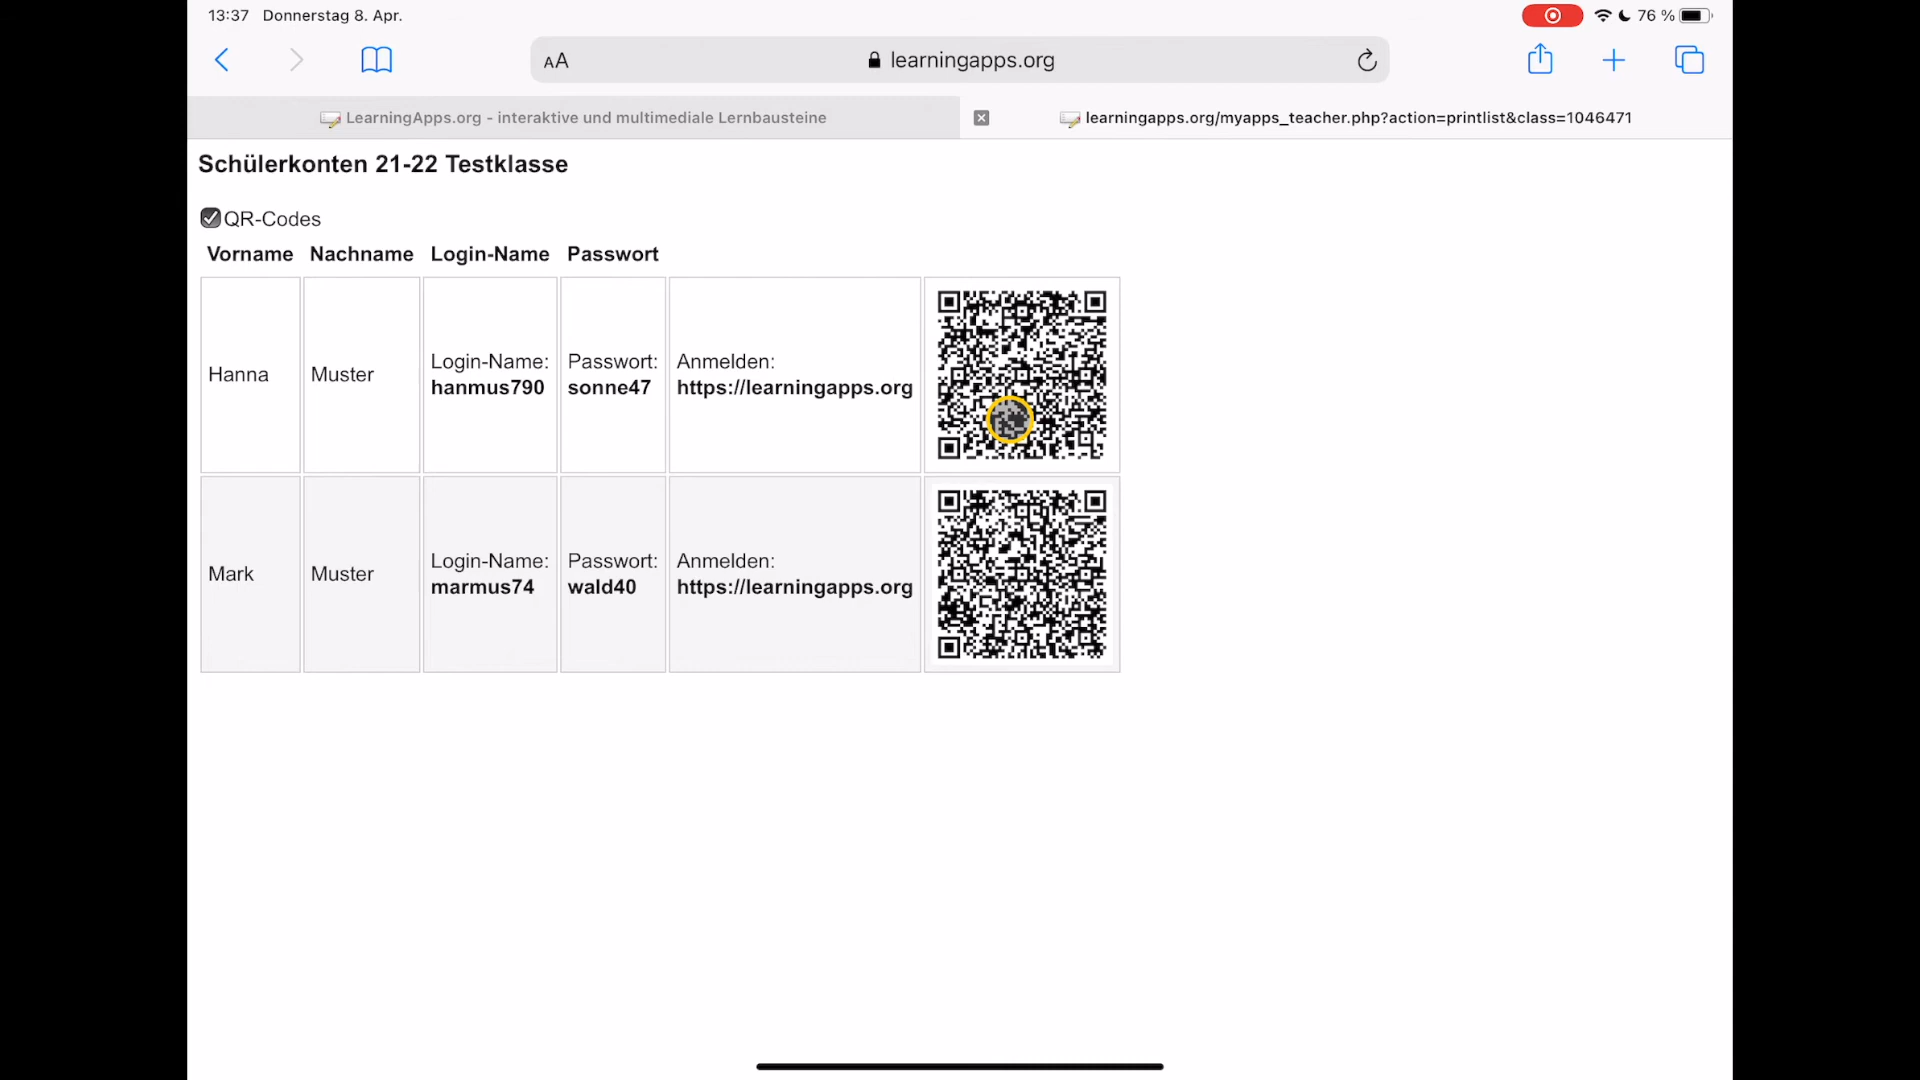 13:37 Donnerstag 8. Apr.
76 %
AA
learningapps.org
LearningApps.org - interaktive und multimediale Lernbausteine
learningapps.org/myapps_teacher.php?action=printlist&class=1046471
Schülerkonten 21-22 Testklasse
QR-Codes
Vorname Nachname Login-Name Passwort
Hanna
Muster
Login-Name:
hanmus790
Passwort:
sonne47
Anmelden:
https://learningapps.org
Mark
Muster
Login-Name:
marmus74
Passwort:
wald40
Anmelden:
https://learningapps.org